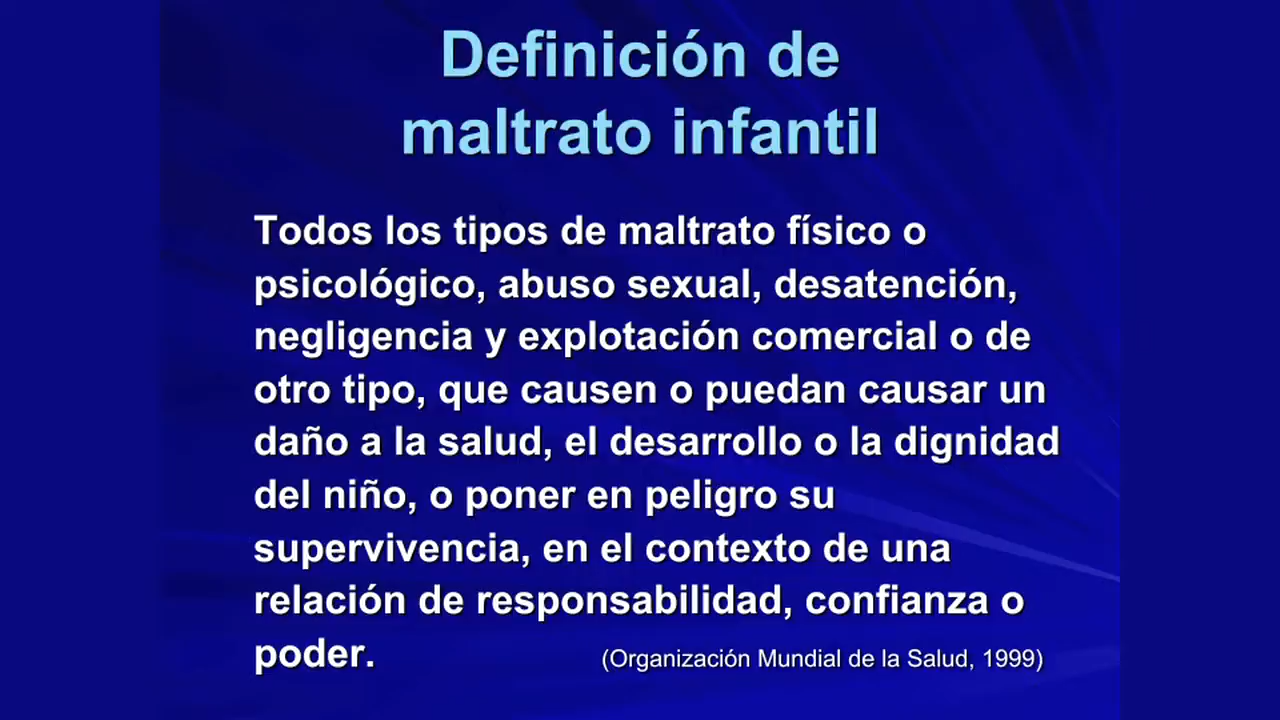 Definición de
maltrato infantil
Todos los tipos de maltrato físico o
psicológico, abuso sexual, desatención,
negligencia y explotación comercial o de
otro tipo, que causen o puedan causar un
daño a la salud, el desarrollo o la dignidad
del niño, o poner en peligro su
supervivencia, en el contexto de una
relación de responsabilidad, confianza o
poder. (Organización Mundial de la Salud, 1999)